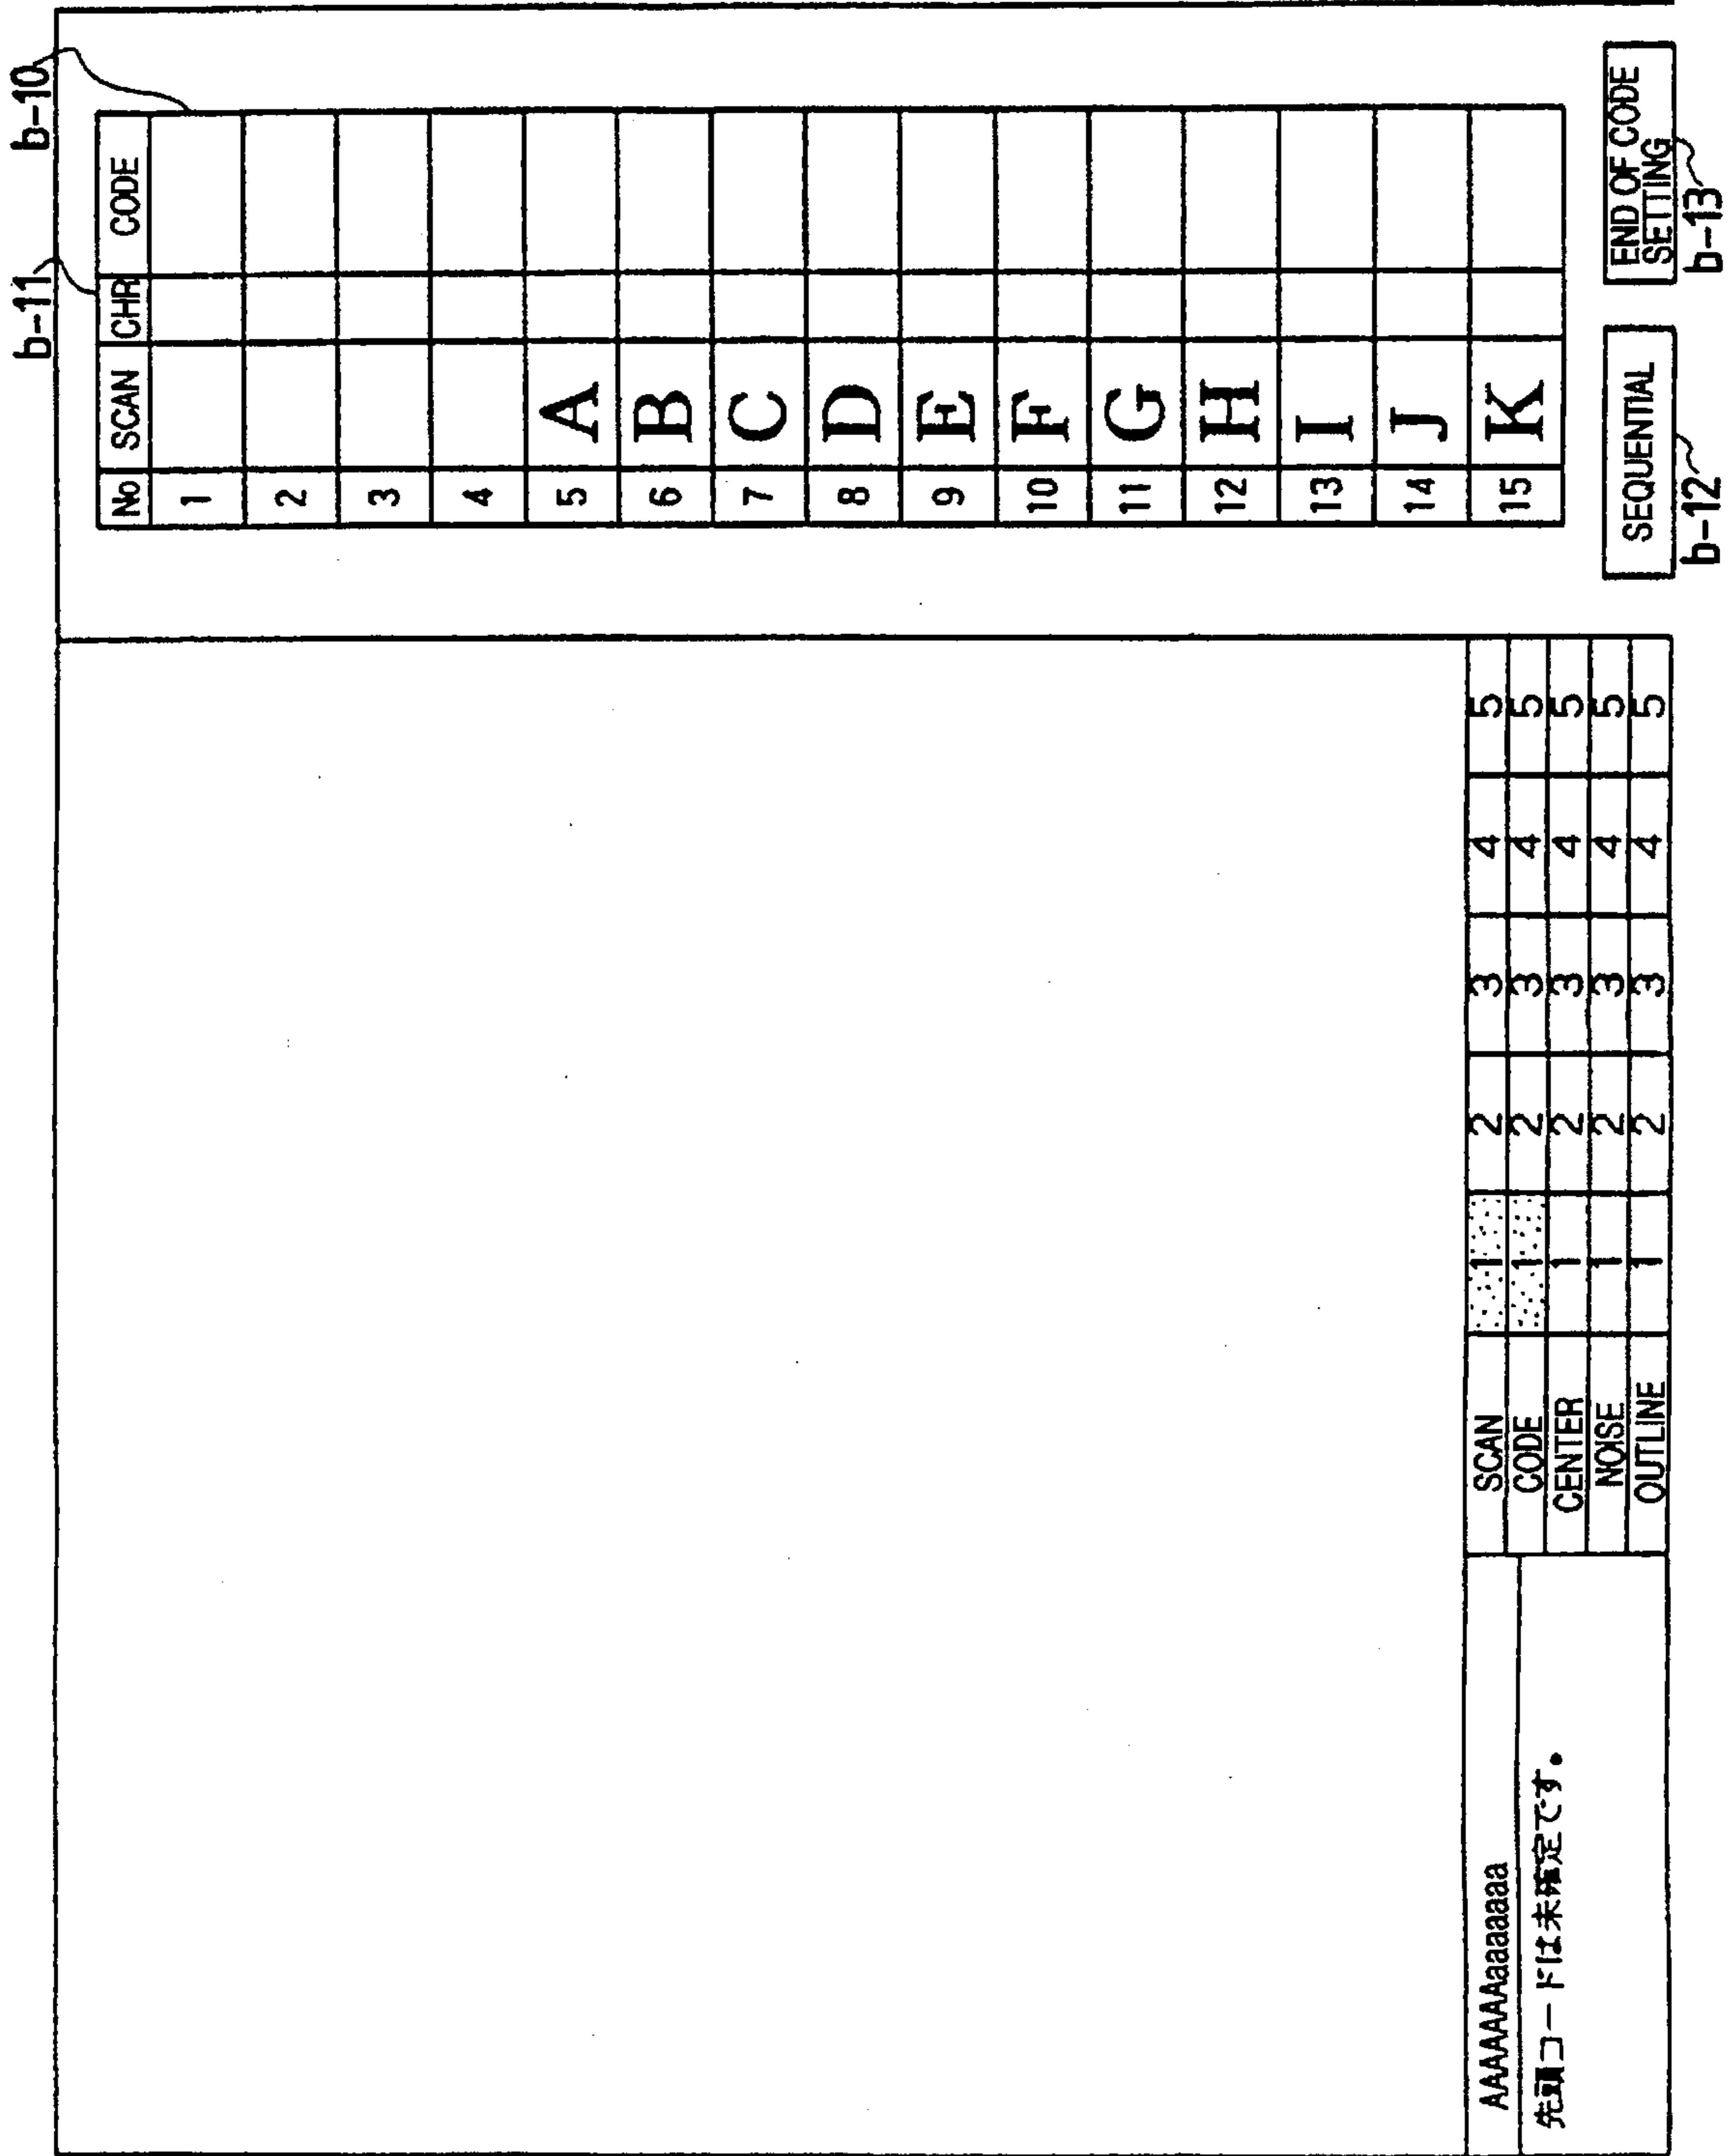 b-11 b-10
No SCAN CHR CODE
1
2
3
4
5 A
6 B
7 C
8 D
9 E
10 F
11 G
12 H
13 I
14 J
15 K
SEQUENTIAL
b-12
END OF CODE
SETTING
b-13
AAAAAAaaaaaa
先頭コードは未確定です。
SCAN 1 2 3 4 5
CODE 1 2 3 4 5
CENTER 1 2 3 4 5
NOISE 1 2 3 4 5
OUTLINE 1 2 3 4 5